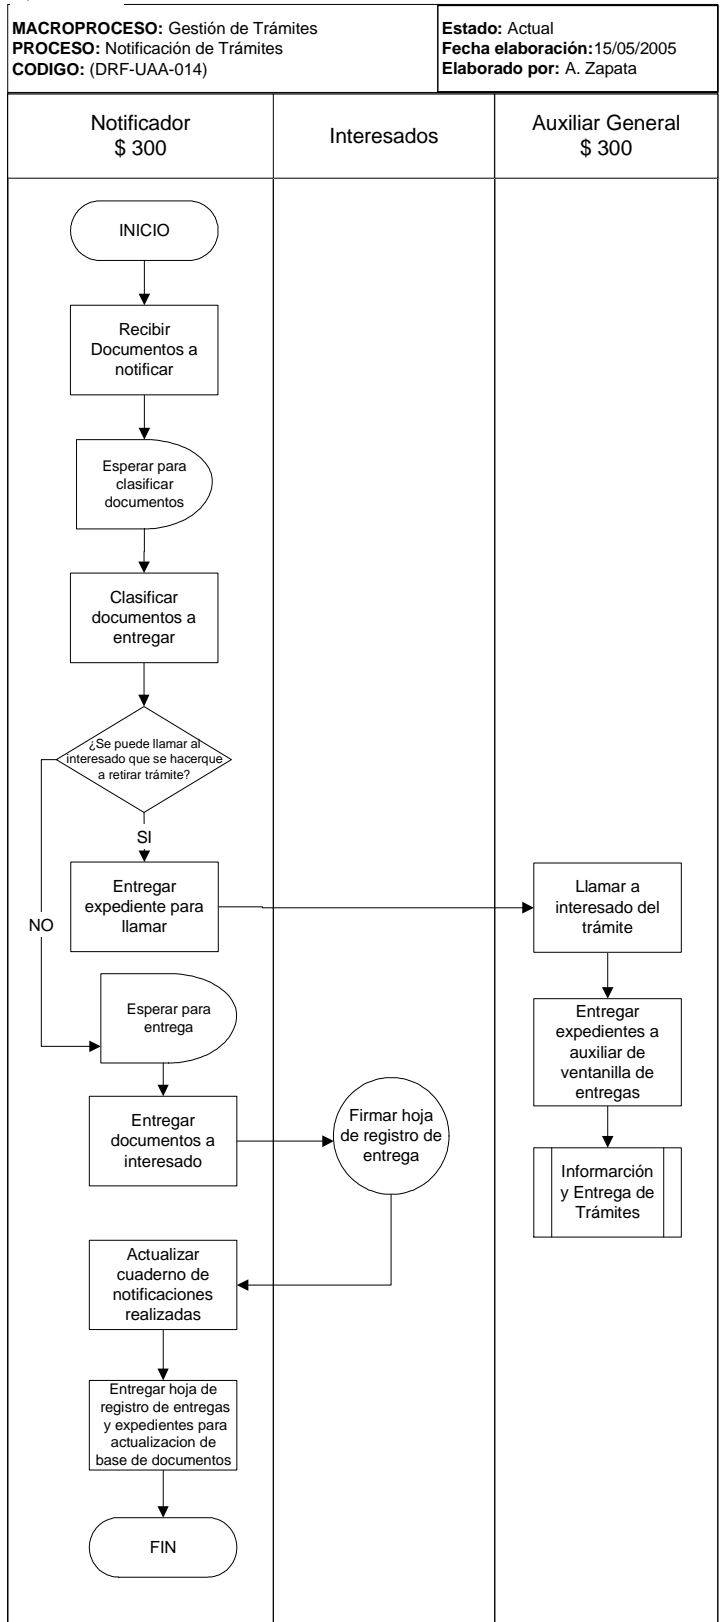 MACROPROCESO: Gestión de Trámites
PROCESO: Notificación de Trámites
CODIGO: (DRF-UAA-014)
Estado: Actual
Fecha elaboración:15/05/2005
Elaborado por: A. Zapata
Notificador
$ 300
Interesados
Auxiliar General
$ 300
INICIO
Recibir
Documentos a
notificar
Esperar para
clasificar
documentos
Clasificar
documentos a
entregar
¿Se puede llamar al
interesado que se hacerque
a retirar trámite?
SI
NO
Entregar
expediente para
llamar
Llamar a
interesado del
trámite
Esperar para
entrega
Entregar
expedientes a
auxiliar de
ventanilla de
entregas
Entregar
documentos a
interesado
Firmar hoja
de registro de
entrega
Informarción
y Entrega de
Trámites
Actualizar
cuaderno de
notificaciones
realizadas
Entregar hoja de
registro de entregas
y expedientes para
actualizacion de
base de documentos
FIN